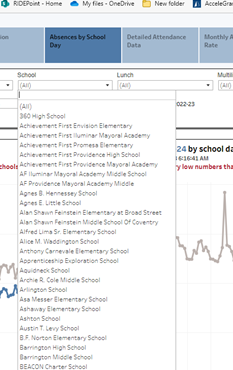 RIDEPoint - Home
My files - OneDrive
New folder
AcceleGra
ion
Absences by School Day
Detailed Attendance Data
Monthly A
Rate
School
Lunch
Multili
(All)
(All)
(All)
2022-23
(All)
360 High School
Achievement First Envision Elementary
Achievement First Iluminar Mayoral Academy
Achievement First Promesa Elementary
Achievement First Providence High School
Achievement First Providence Mayoral Academy
AF Iluminar Mayoral Academy Middle School
AF Providence Mayoral Academy Middle
Agnes B. Hennessey School
Agnes E. Little School
Alan Shawn Feinstein Elementary at Broad Street
Alan Shawn Feinstein Middle School Of Coventry
Alfred Lima Sr. Elementary School
Alice M. Waddington School
Anthony Carnevale Elementary School
Apprenticeship Exploration School
Aquidneck School
Archie R. Cole Middle School
Arlington School
Asa Messer Elementary School
Ashaway Elementary School
Ashton School
Austin T. Levy School
B.F. Norton Elementary School
Barrington High School
Barrington Middle School
BEACON Charter School
24 by school da
6:16:41 AM
ry low numbers tha